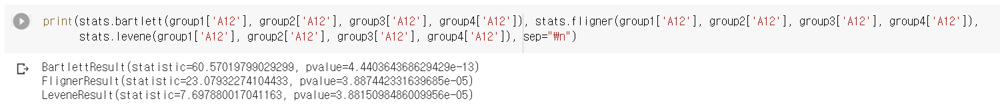 print(stats.bartlett(group1['A12'], group2['A12'], group3['A12'], group4['A12']), stats.fligner(group1['A12'], group2['A12'], group3['A12'], group4['A12']),
stats.levene(group1['A12'], group2['A12'], group3['A12'], group4['A12']), sep="₩n")
BartlettResult(statistic=60.57019799029299, pvalue=4.440364368629429e-13)
FlignerResult(statistic=23.07932274104433, pvalue=3.887442331639685e-05)
LeveneResult(statistic=7.697880017041163, pvalue=3.8815098486009956e-05)